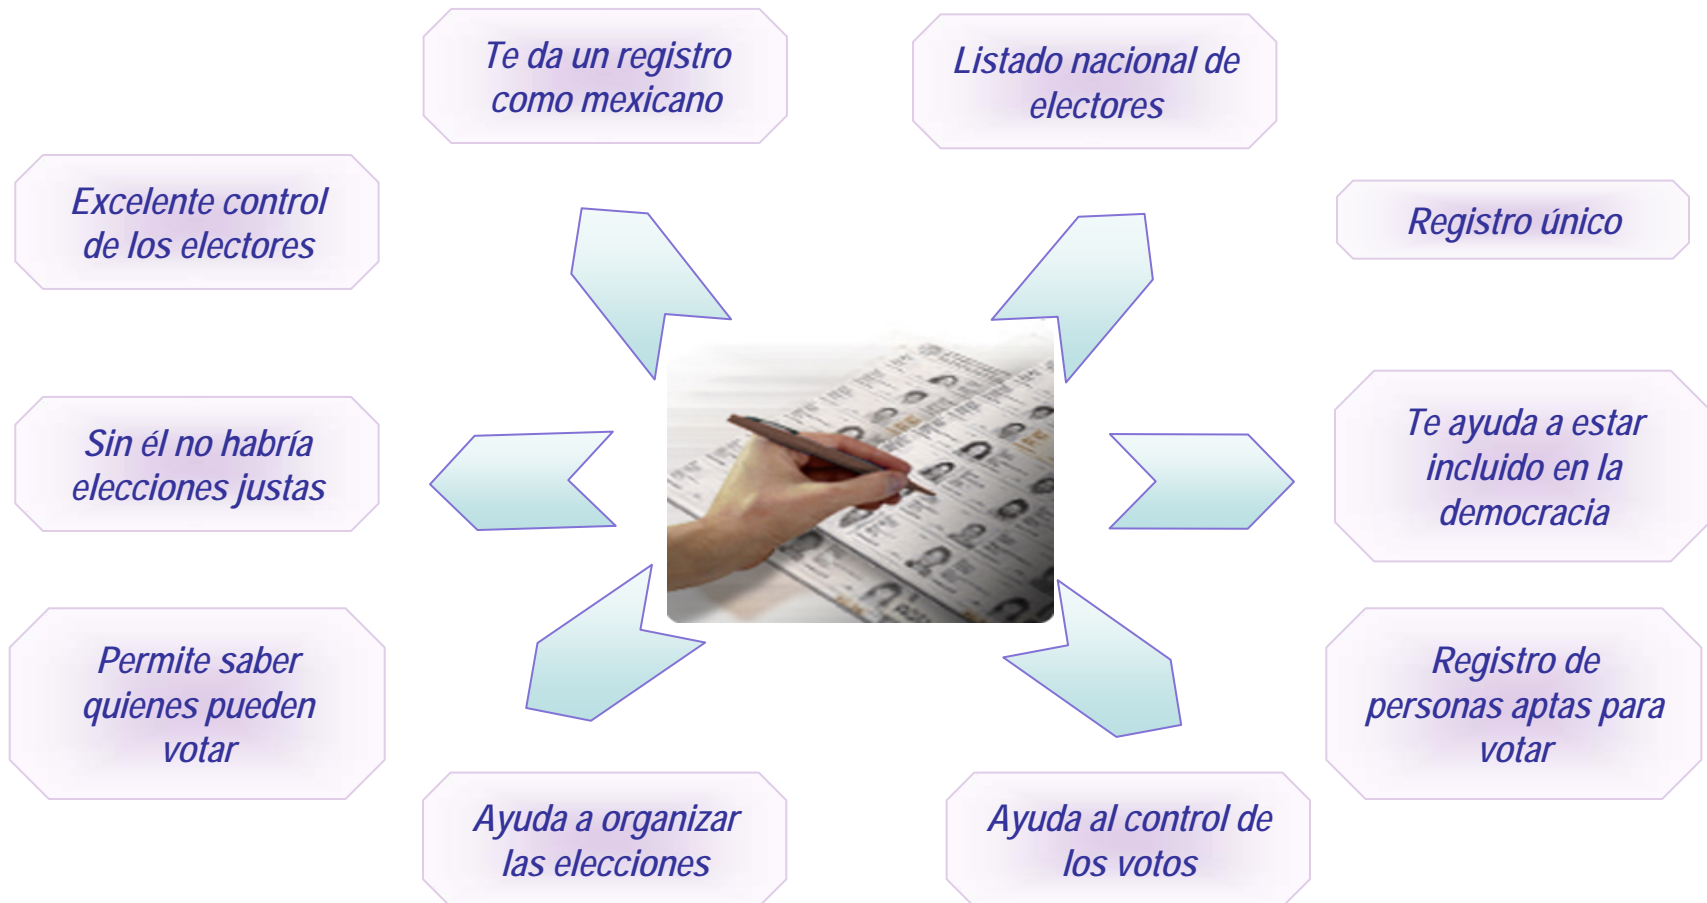 Te da un registro
como mexicano
Listado nacional de
electores
Excelente control
de los electores
Registro único
Sin él no habría
elecciones justas
Te ayuda a estar
incluido en la
democracia
Permite saber
quienes pueden
votar
Registro de
personas aptas para
votar
Ayuda a organizar
las elecciones
Ayuda al control de
los votos